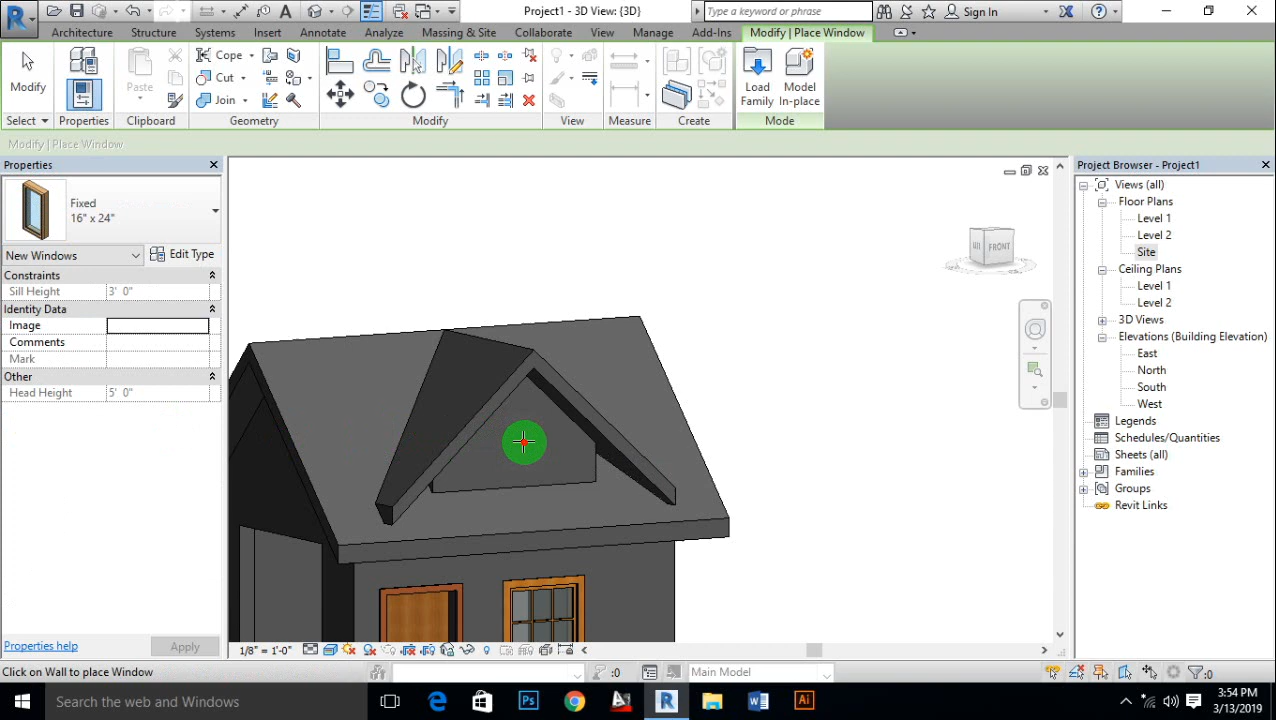 Project1 - 3D View: {3D}
Type a keyword or phrase
Sign In
Architecture
Structure
Systems
Insert
Annotate
Analyze
Massing & Site
Collaborate
View
Manage
Add-Ins
Modify | Place Window
Modify
Properties
Paste
Cope
Cut
Join
Load Family
Model In-place
Select
Clipboard
Geometry
Modify
View
Measure
Create
Mode
Modify | Place Window
Properties
Fixed
16" x 24"
New Windows
Edit Type
Constraints
Sill Height 3' 0"
Identity Data
Image
Comments
Mark
Other
Head Height 5' 0"
Properties help
Apply
FRONT
Project Browser - Project1
Views (all)
Floor Plans
Level 1
Level 2
Site
Ceiling Plans
Level 1
Level 2
3D Views
Elevations (Building Elevation)
East
North
South
West
Legends
Schedules/Quantities
Sheets (all)
Families
Groups
Revit Links
1/8" = 1'-0"
Click on Wall to place Window
:0
Main Model
:0
Search the web and Windows
3:54 PM
3/13/2019